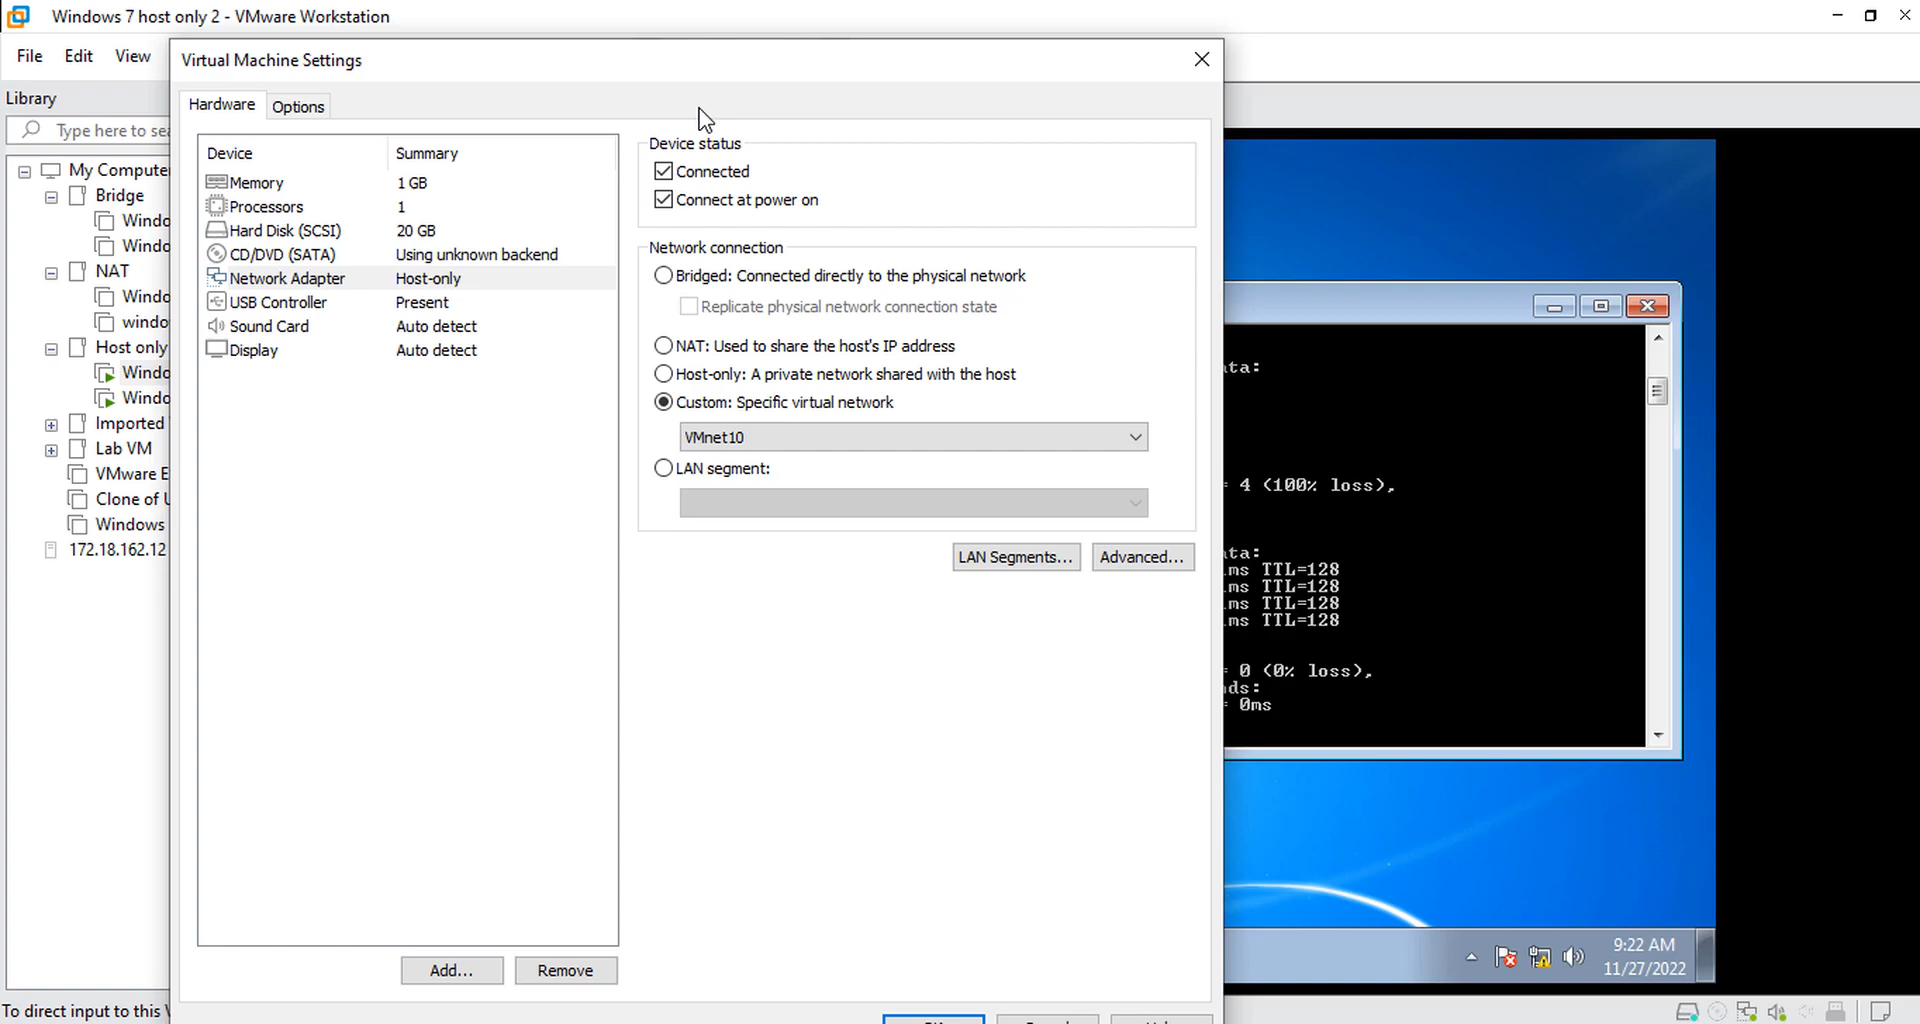 Windows 7 host only 2 - VMware Workstation
File Edit View
Virtual Machine Settings
Library
Hardware Options
Type here to sea
Device Summary
Memory 1 GB
Processors 1
Hard Disk (SCSI) 20 GB
CD/DVD (SATA) Using unknown backend
Network Adapter Host-only
USB Controller Present
Sound Card Auto detect
Display Auto detect
Add... Remove
Device status
Connected
Connect at power on
Network connection
Bridged: Connected directly to the physical network
Replicate physical network connection state
NAT: Used to share the host's IP address
Host-only: A private network shared with the host
Custom: Specific virtual network
VMnet10
LAN segment:
LAN Segments... Advanced...
My Compute
Bridge
Windo
Windo
NAT
Windo
windo
Host only
Windo
Windo
Imported
Lab VM
VMware E
Clone of U
Windows
172.18.162.12
To direct input to this V
ata:
= 4 (100% loss),
ata:
ms TTL=128
ms TTL=128
ms TTL=128
ms TTL=128
= 0 (0% loss),
ds:
= 0ms
9:22 AM
11/27/2022